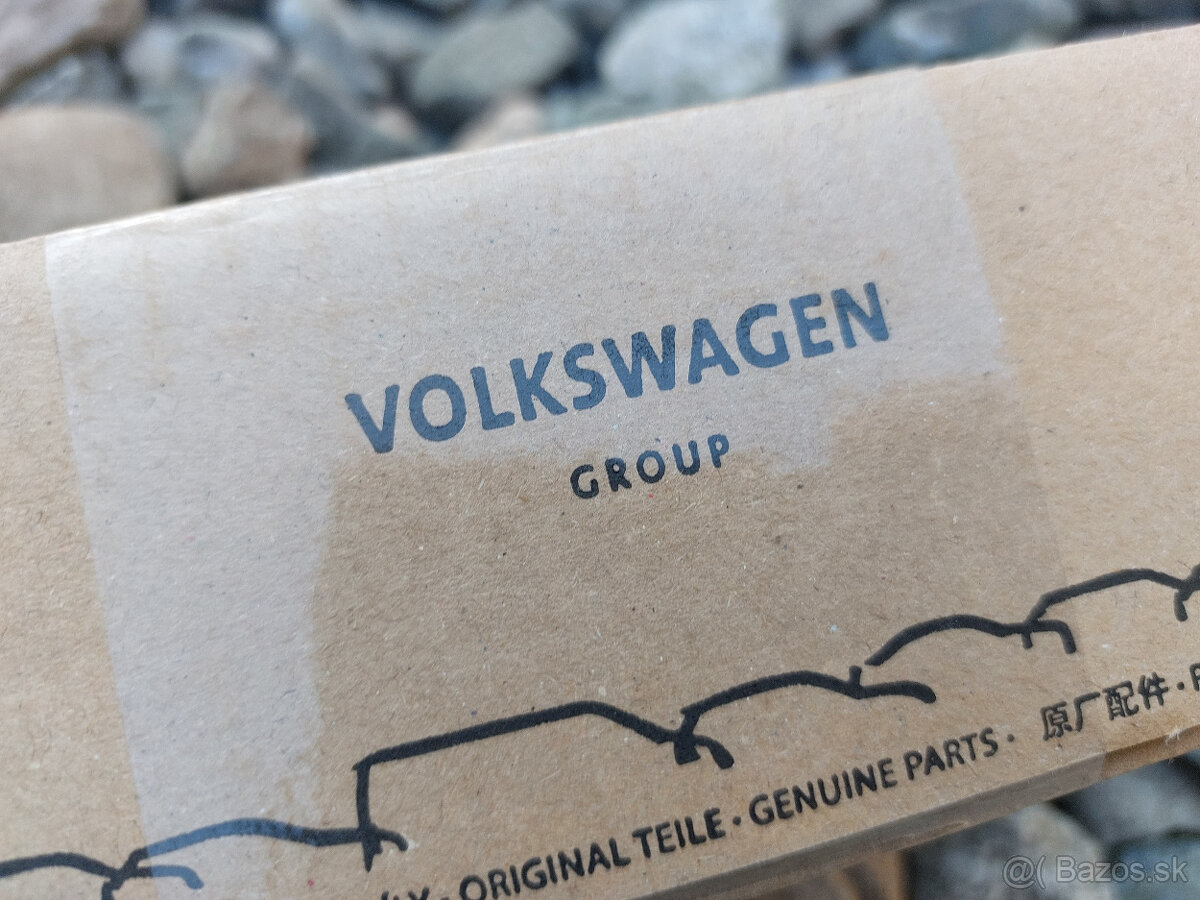 VOLKSWAGEN
GROUP
ORIGINAL TEILE · GENUINE PARTS · 原厂配件 ·
@( Bazos.sk